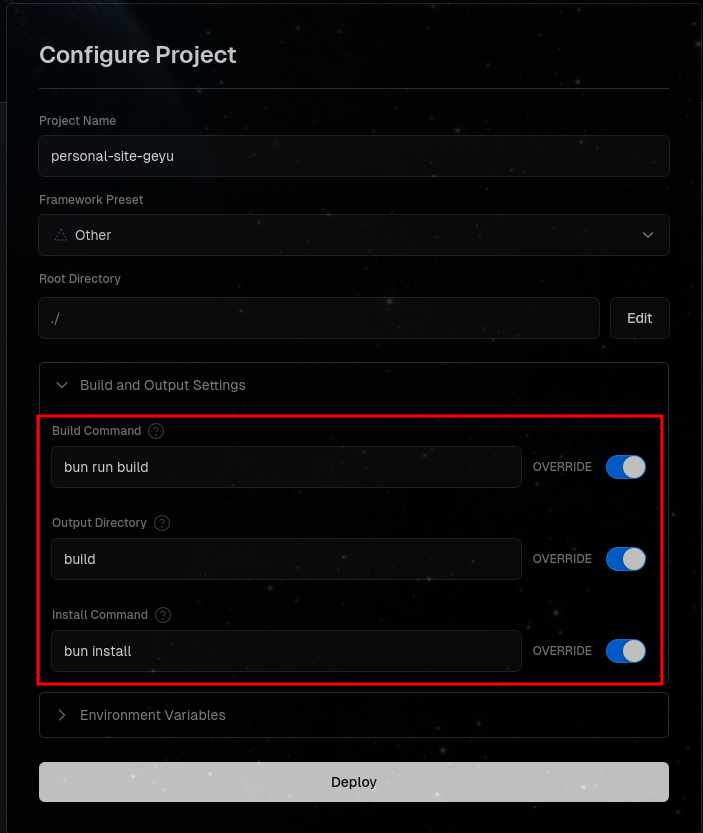 Configure Project
Project Name
personal-site-geyu
Framework Preset
Other
Root Directory
./
Edit
Build and Output Settings
Build Command ?
bun run build
OVERRIDE
Output Directory ?
build
OVERRIDE
Install Command ?
bun install
OVERRIDE
Environment Variables
Deploy